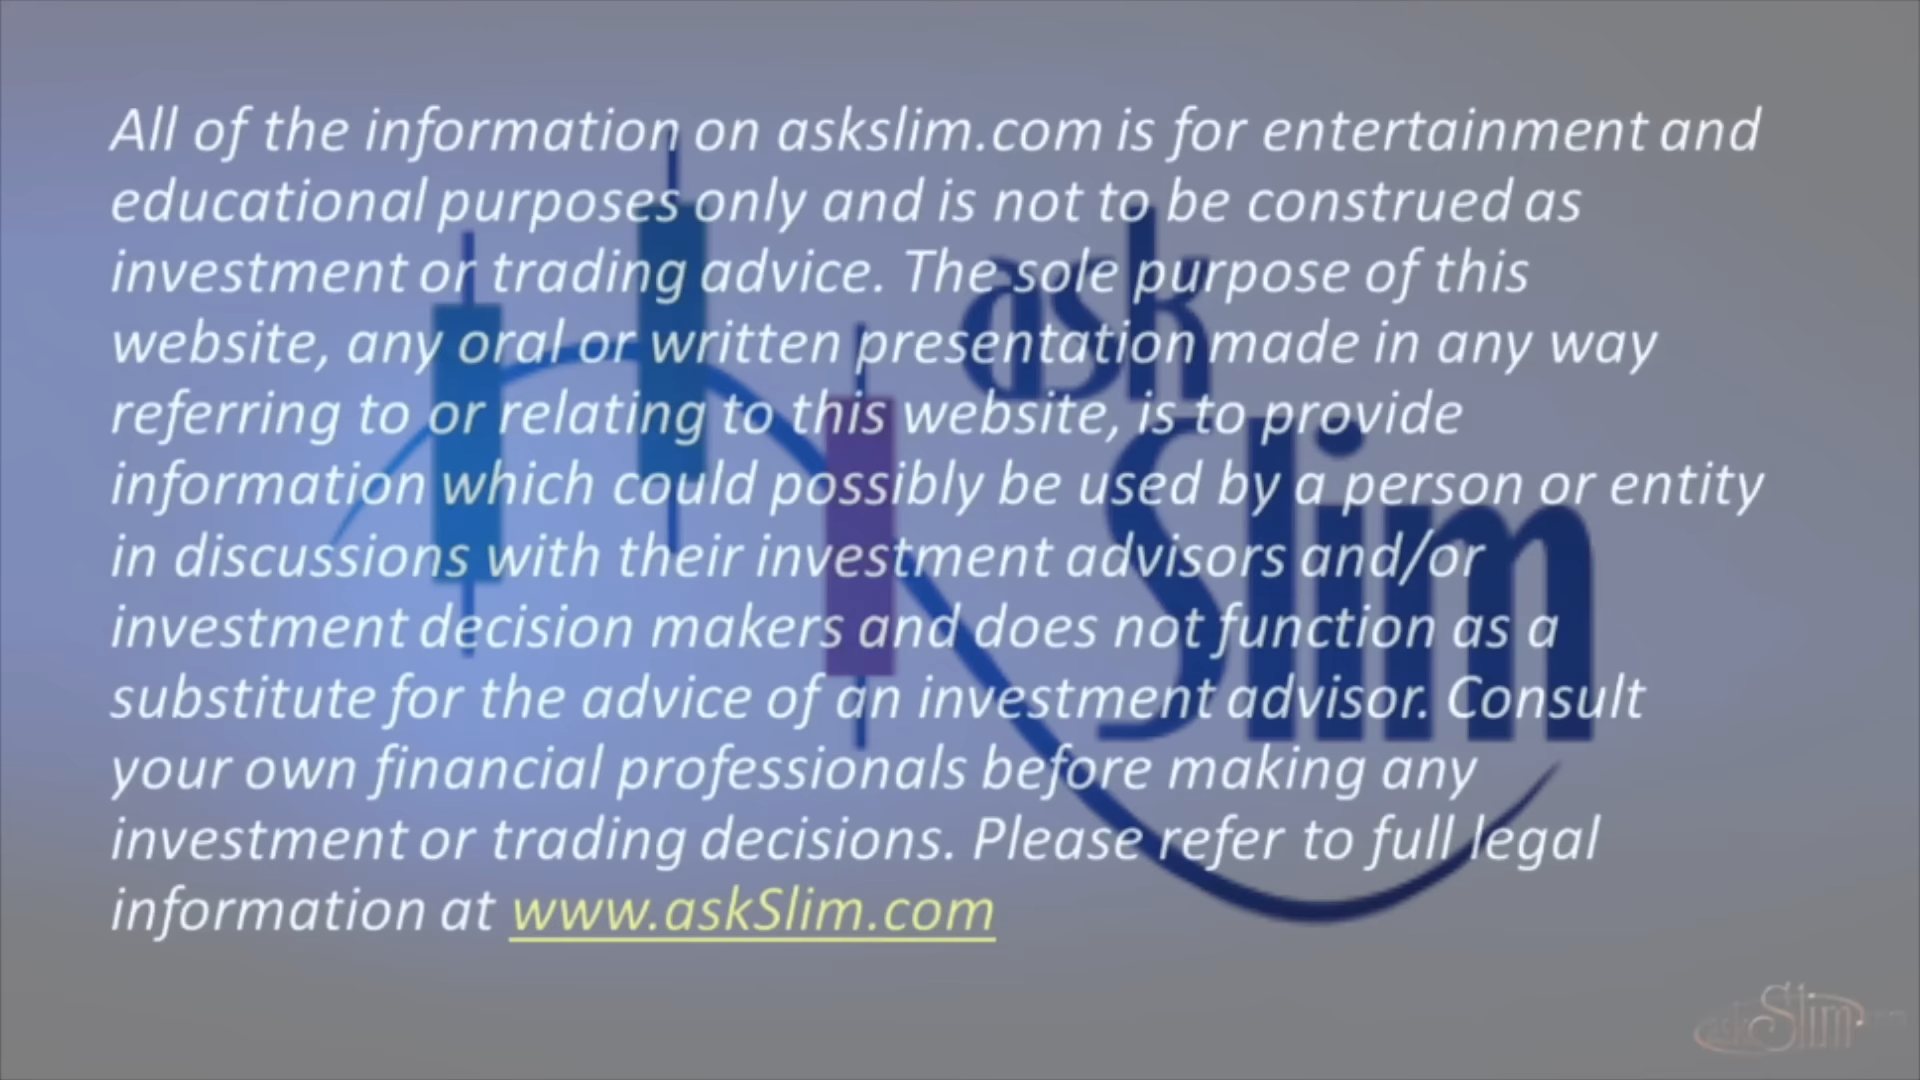 All of the information on askslim.com is for entertainment and
educational purposes only and is not to be construed as
investment or trading advice. The sole purpose of this
website, any oral or written presentation made in any way
referring to or relating to this website, is to provide
information which could possibly be used by a person or entity
in discussions with their investment advisors and/or
investment decision makers and does not function as a
substitute for the advice of an investment advisor. Consult
your own financial professionals before making any
investment or trading decisions. Please refer to full legal
information at www.askSlim.com
ask
Slim
askSlim